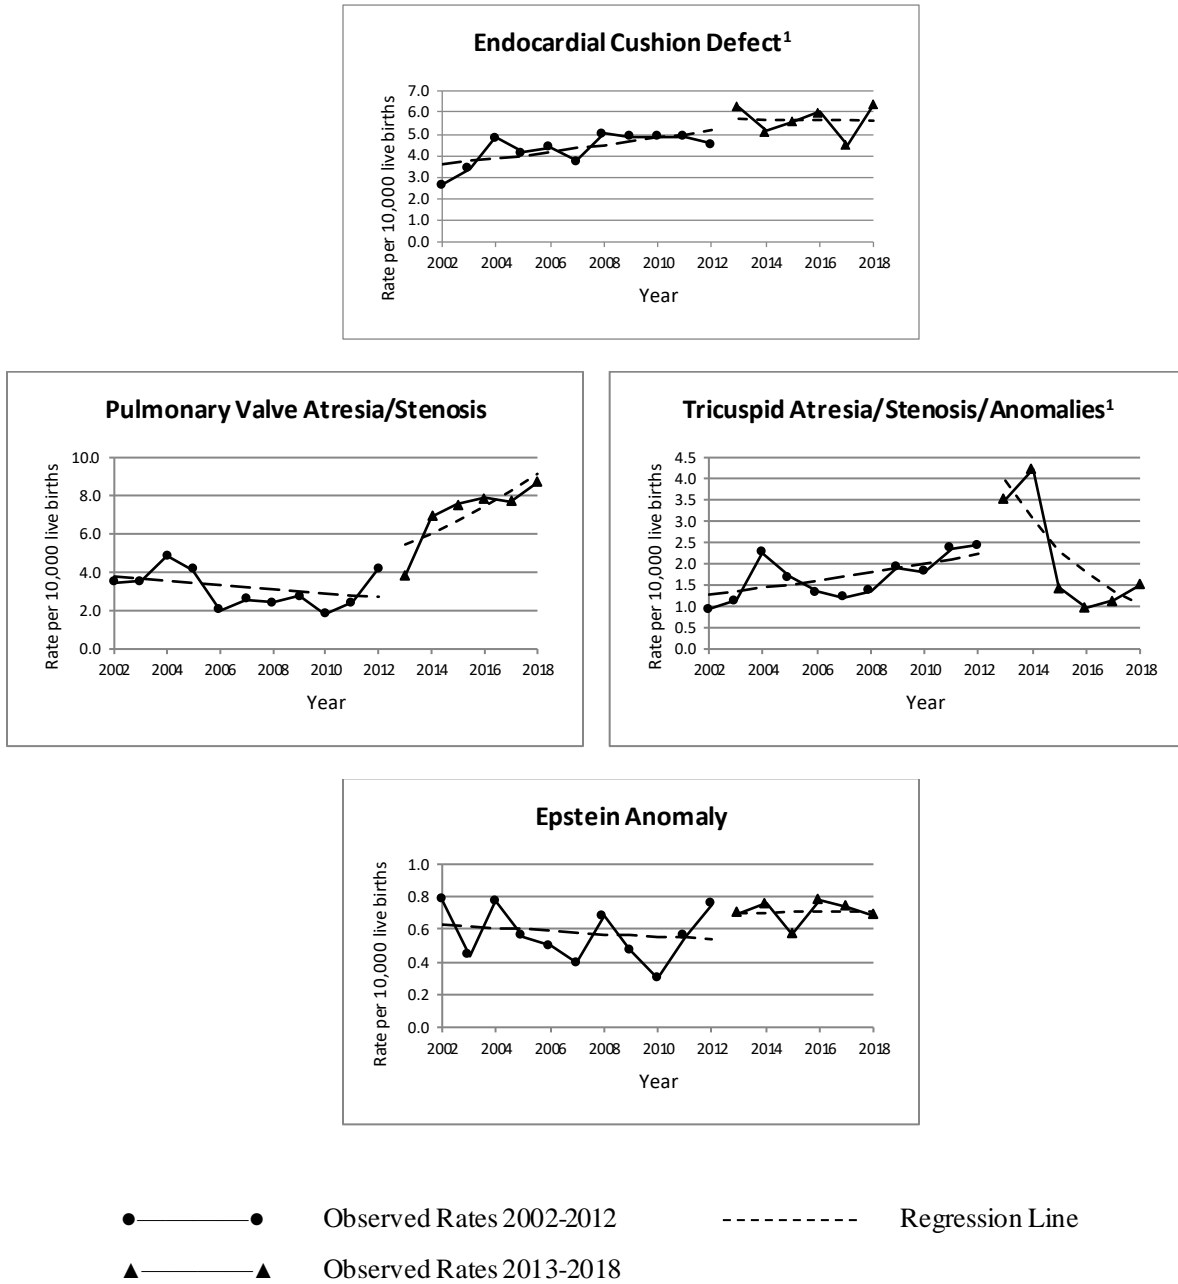 Endocardial Cushion Defect¹
Rate per 10,000 live births
7.0
6.0
5.0
4.0
3.0
2.0
1.0
0.0
2002 2004 2006 2008 2010 2012 2014 2016 2018
Year
Pulmonary Valve Atresia/Stenosis
Rate per 10,000 live births
10.0
8.0
6.0
4.0
2.0
0.0
2002 2004 2006 2008 2010 2012 2014 2016 2018
Year
Tricuspid Atresia/Stenosis/Anomalies¹
Rate per 10,000 live births
4.5
4.0
3.5
3.0
2.5
2.0
1.5
1.0
0.5
0.0
2002 2004 2006 2008 2010 2012 2014 2016 2018
Year
Epstein Anomaly
Rate per 10,000 live births
1.0
0.8
0.6
0.4
0.2
0.0
2002 2004 2006 2008 2010 2012 2014 2016 2018
Year
Observed Rates 2002-2012
Regression Line
Observed Rates 2013-2018